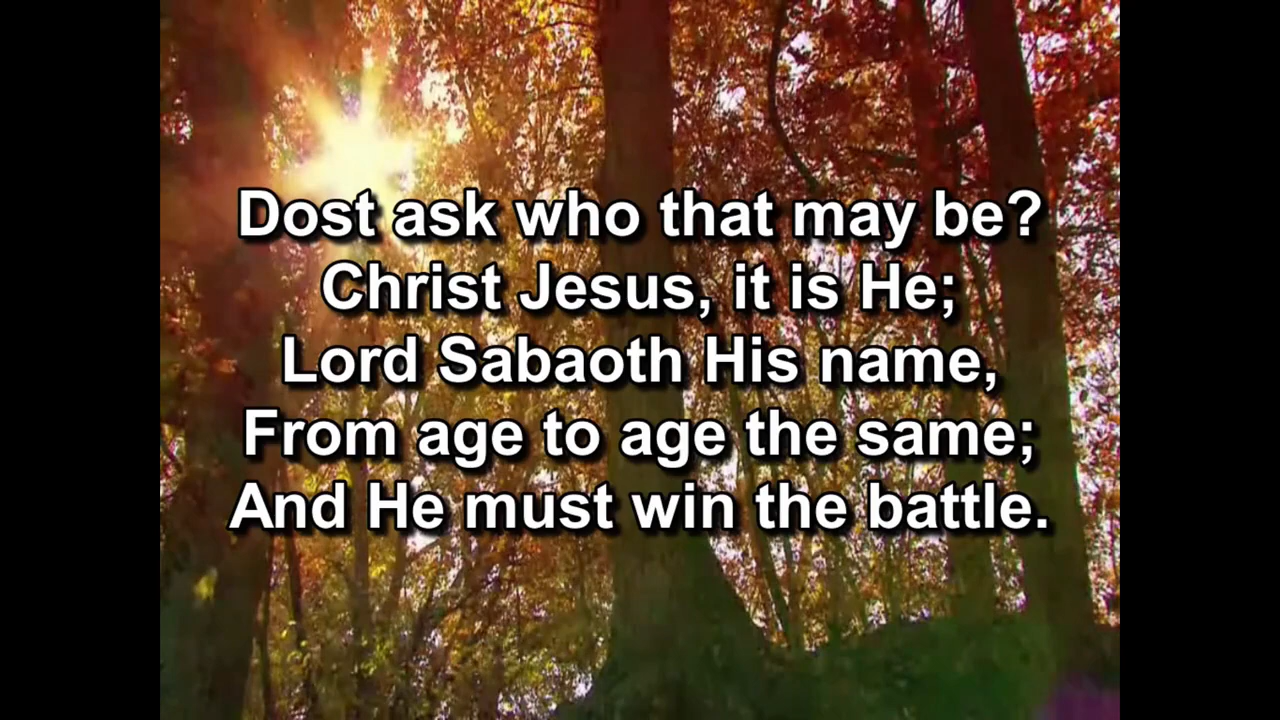 Dost ask who that may be?
Christ Jesus, it is He;
Lord Sabaoth His name,
From age to age the same;
And He must win the battle.